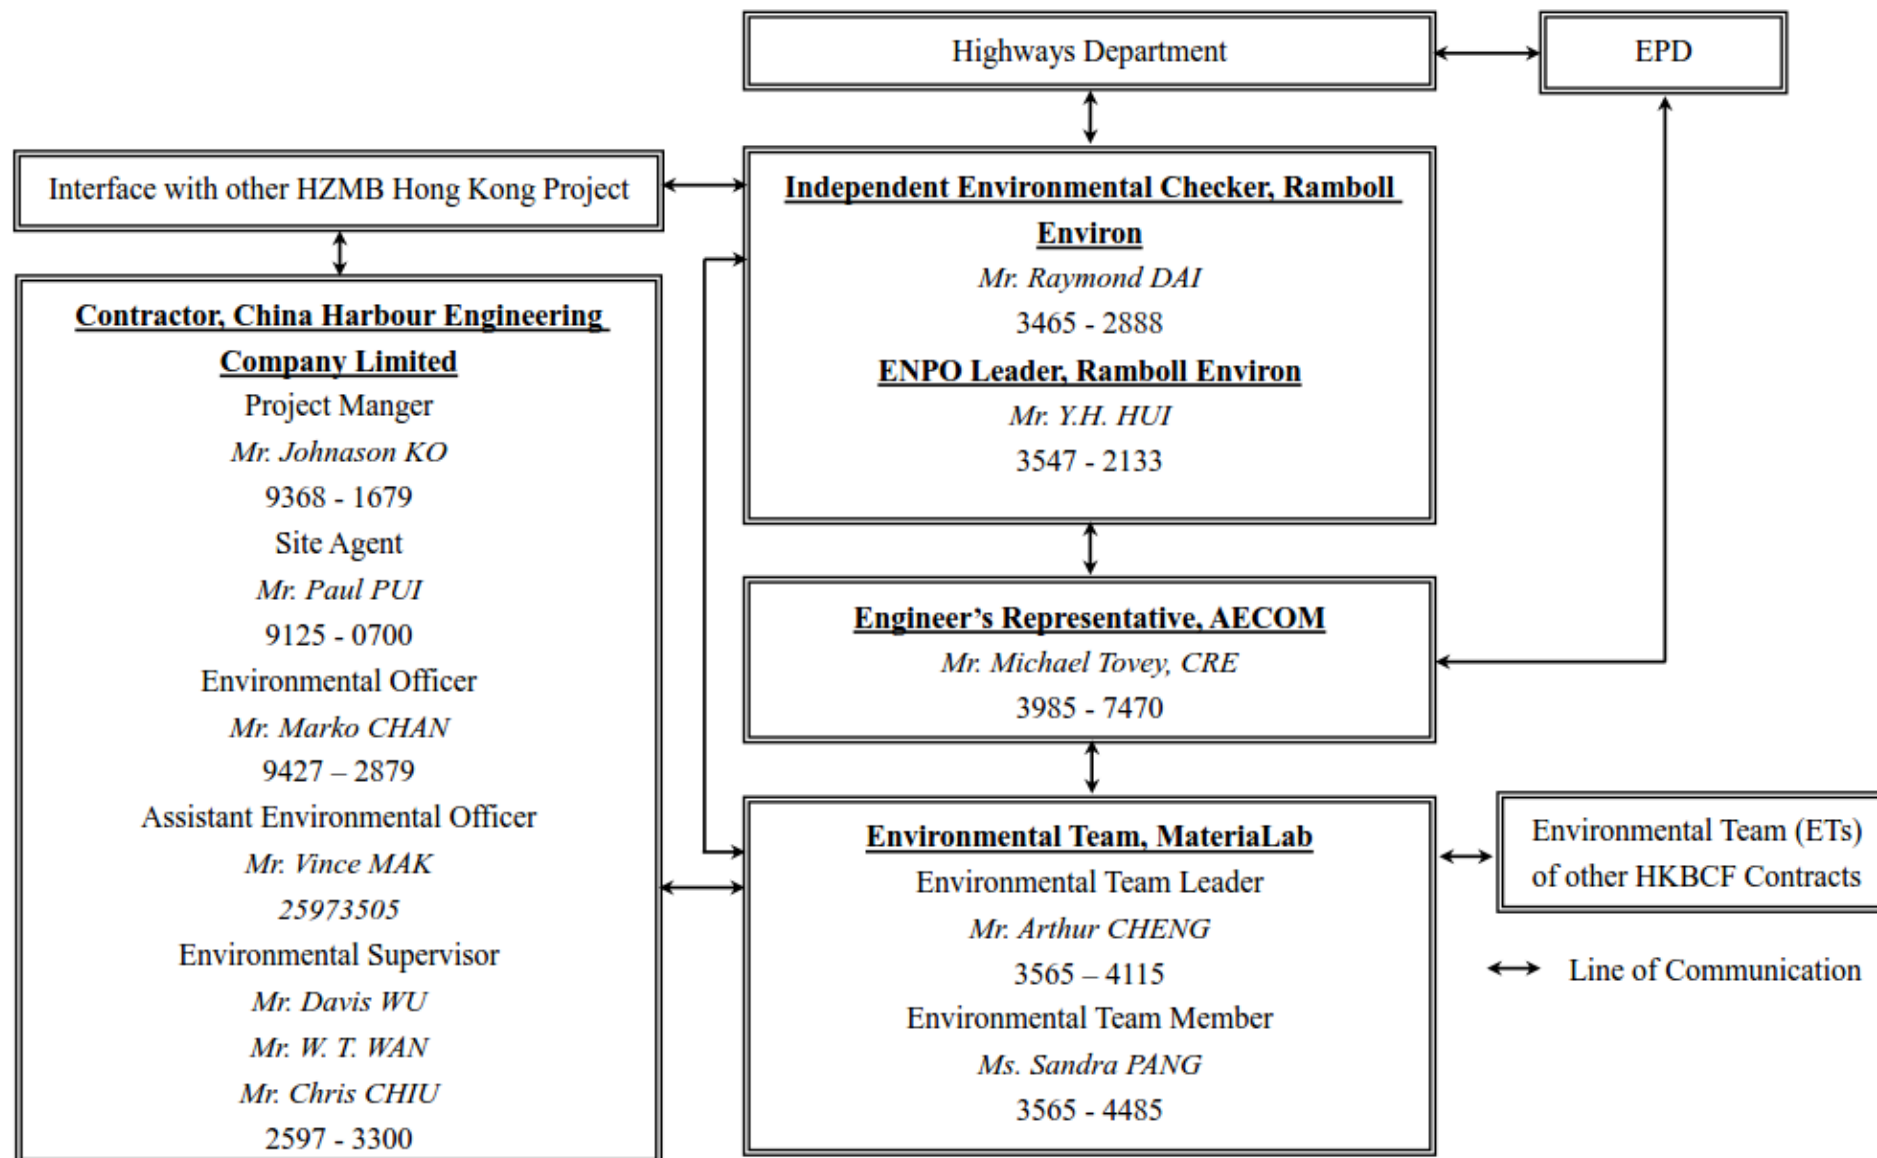 Highways Department
EPD
Interface with other HZMB Hong Kong Project
Independent Environmental Checker, Ramboll
Environ
Mr. Raymond DAI
3465 - 2888
ENPO Leader, Ramboll Environ
Mr. Y.H. HUI
3547 - 2133
Contractor, China Harbour Engineering
Company Limited
Project Manger
Mr. Johnason KO
9368 - 1679
Site Agent
Mr. Paul PUI
9125 - 0700
Environmental Officer
Mr. Marko CHAN
9427 – 2879
Assistant Environmental Officer
Mr. Vince MAK
25973505
Environmental Supervisor
Mr. Davis WU
Mr. W. T. WAN
Mr. Chris CHIU
2597 - 3300
Engineer’s Representative, AECOM
Mr. Michael Tovey, CRE
3985 - 7470
Environmental Team, MateriaLab
Environmental Team Leader
Mr. Arthur CHENG
3565 – 4115
Environmental Team Member
Ms. Sandra PANG
3565 - 4485
Environmental Team (ETs)
of other HKBCF Contracts
Line of Communication